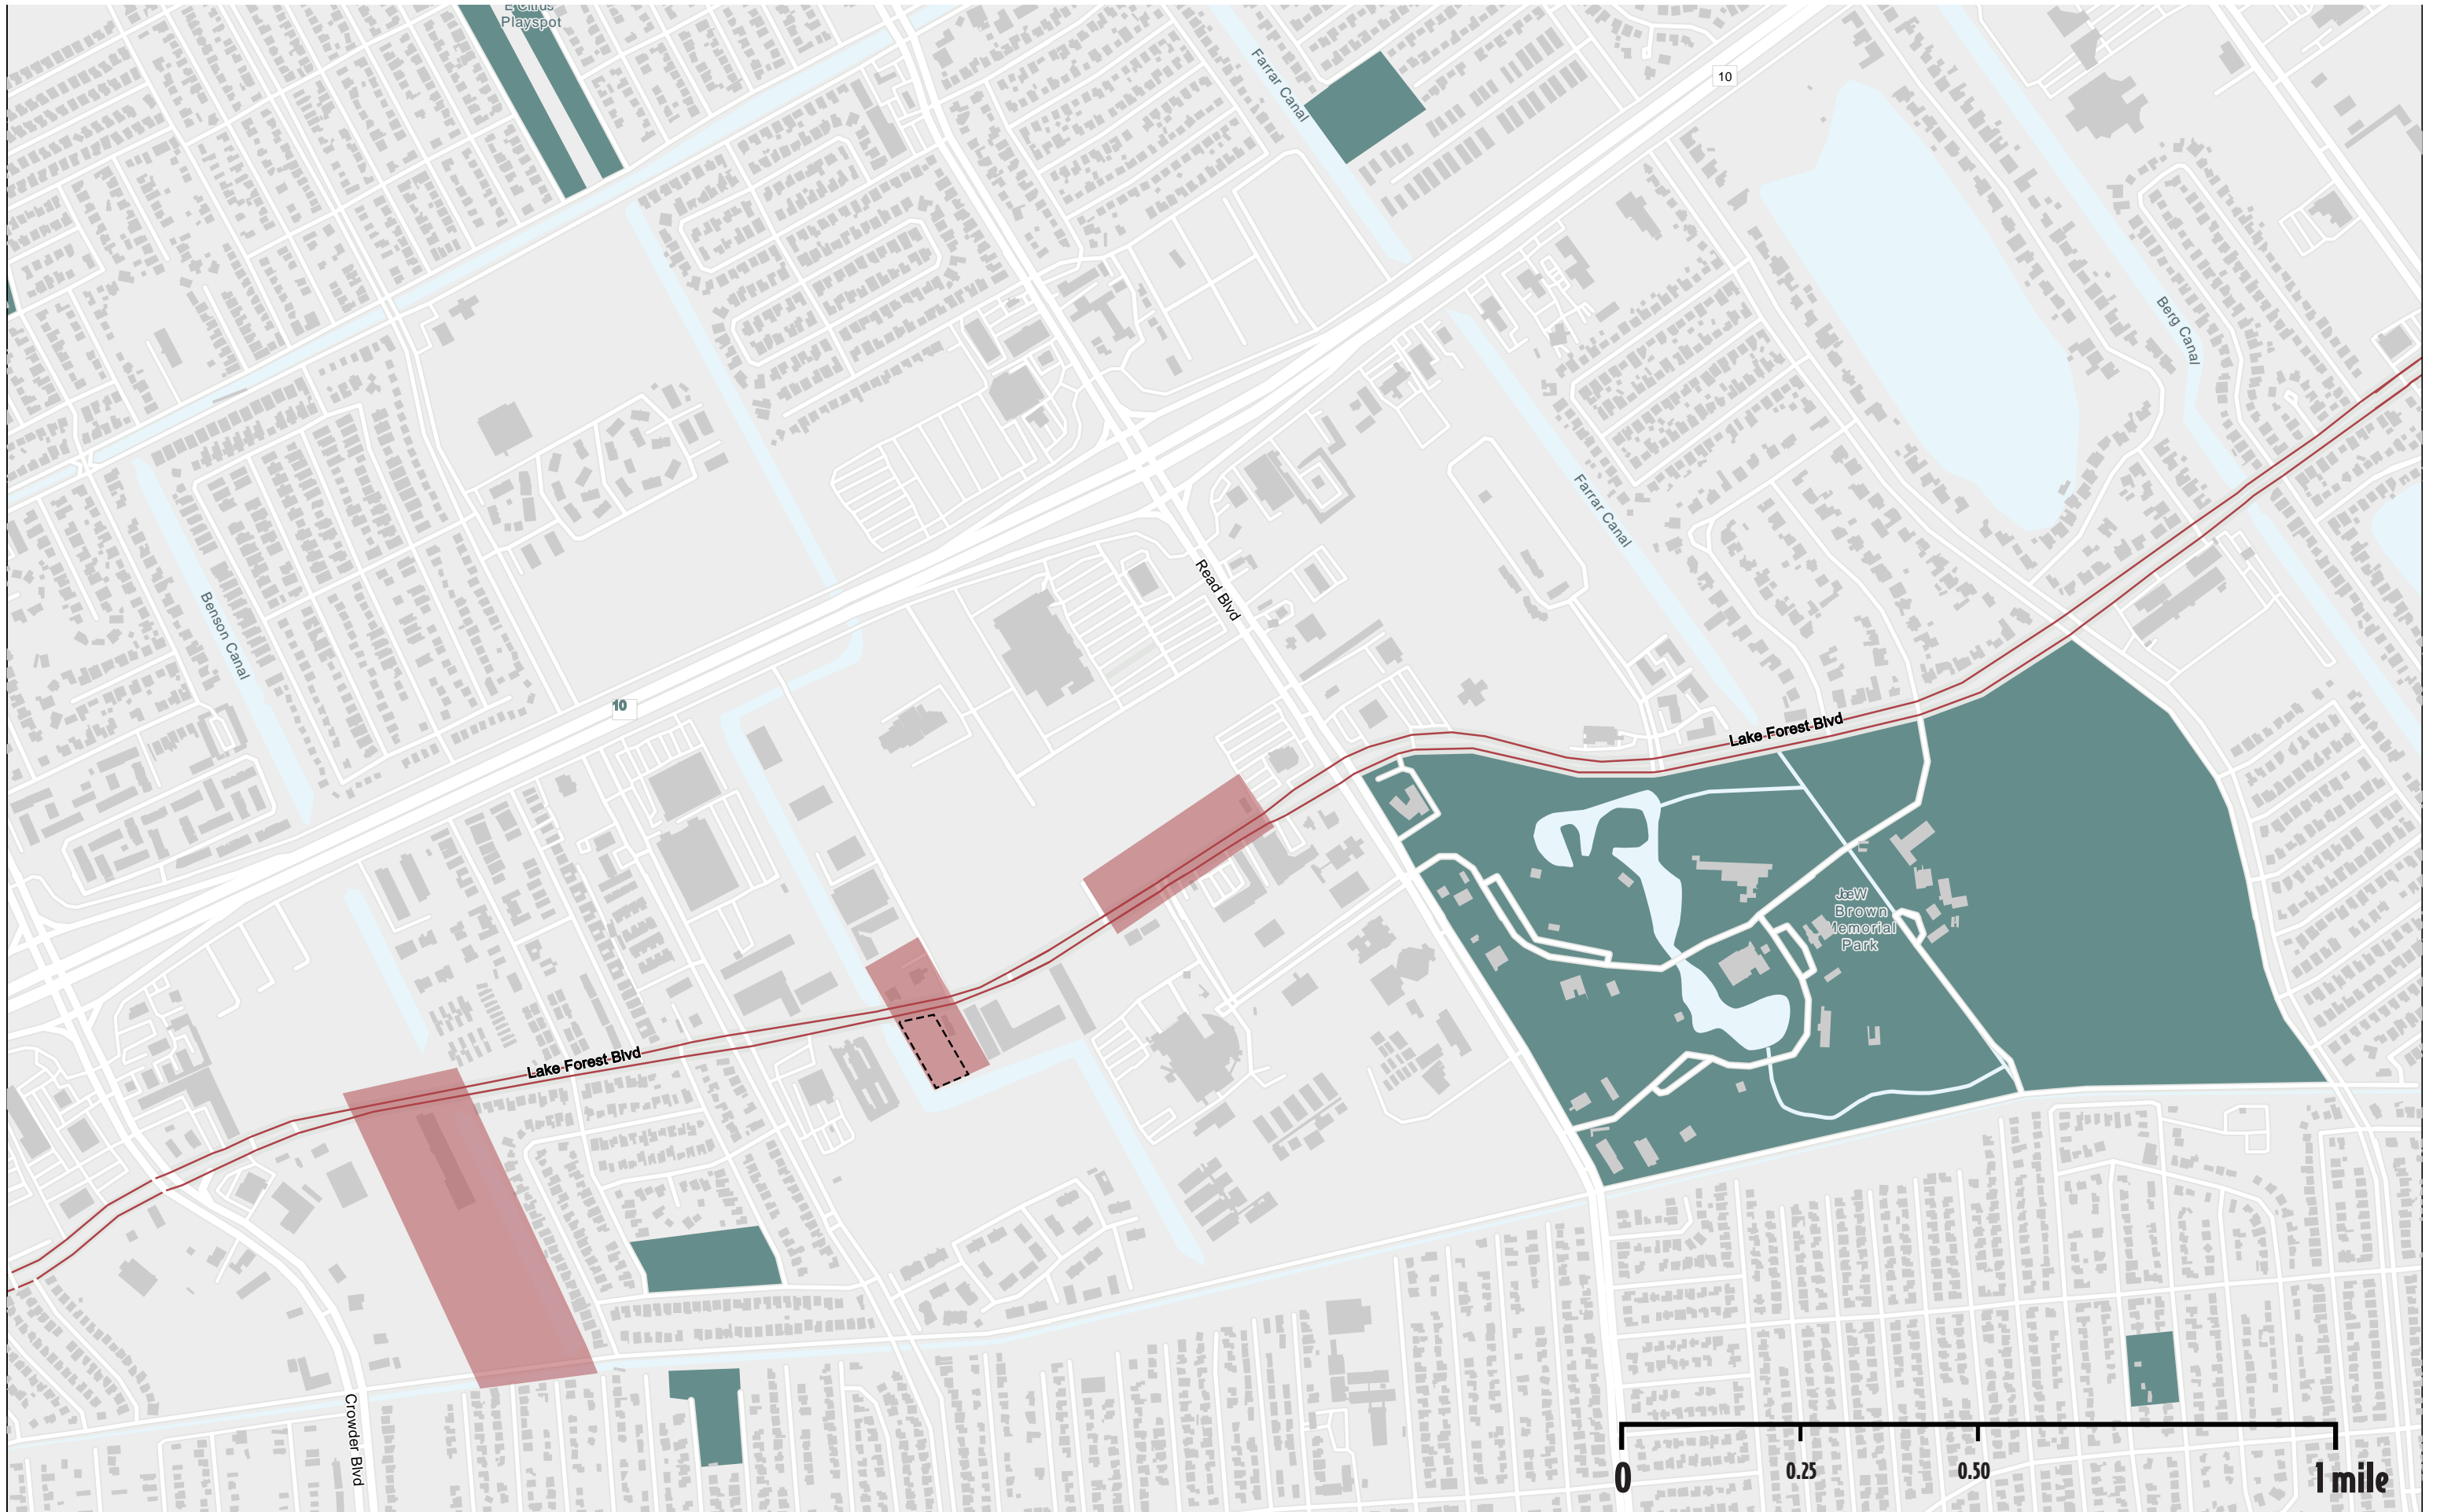 E Citrus
Playspot
Farrar Canal
10
Berg Canal
Farrar Canal
Read Blvd
Benson Canal
10
Lake Forest Blvd
Brown
Memorial
Park
Lake Forest Blvd
Crowder Blvd
0
0.25
0.50
1 mile